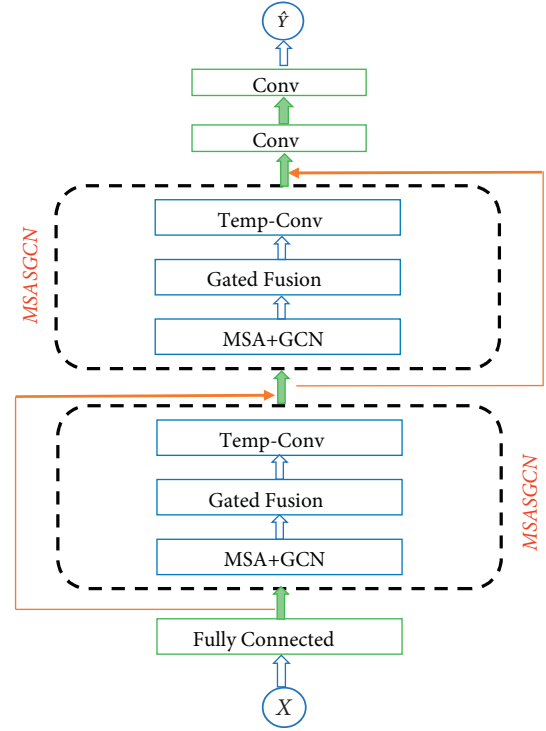 Ŷ
Conv
Conv
MSASGCN
Temp-Conv
Gated Fusion
MSA+GCN
Temp-Conv
Gated Fusion
MSA+GCN
MSASGCN
Fully Connected
X